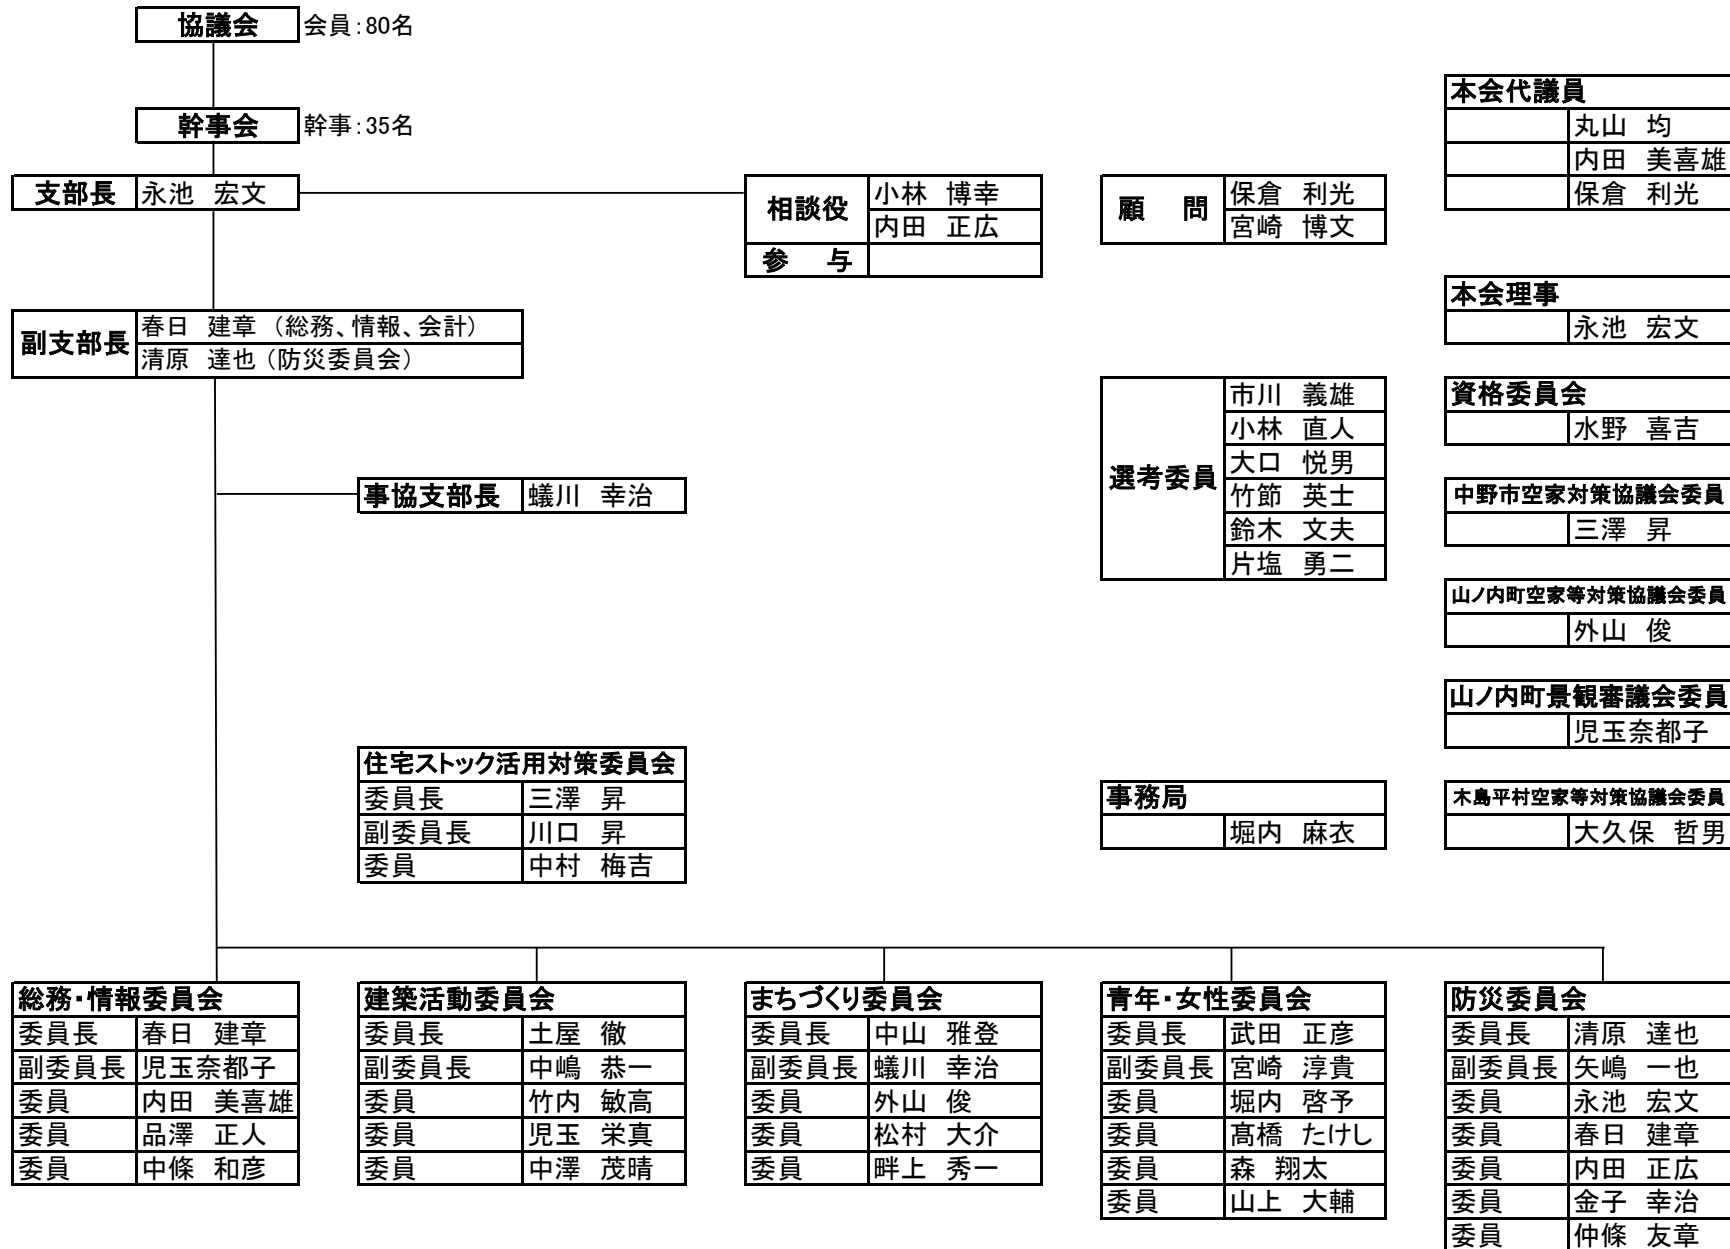 協議会 会員:80名
幹事会 幹事:35名
支部長 永池 宏文
相談役 小林 博幸
内田 正広
参 与
顧 問 保倉 利光
宮崎 博文
本会代議員
丸山 均
内田 美喜雄
保倉 利光
副支部長 春日 建章 (総務、情報、会計)
清原 達也 (防災委員会)
本会理事
永池 宏文
選考委員 市川 義雄
小林 直人
大口 悦男
竹節 英士
鈴木 文夫
片塩 勇二
資格委員会
水野 喜吉
事協支部長 蟻川 幸治
中野市空家対策協議会委員
三澤 昇
山ノ内町空家等対策協議会委員
外山 俊
山ノ内町景観審議会委員
児玉奈都子
住宅ストック活用対策委員会
委員長 三澤 昇
副委員長 川口 昇
委員 中村 梅吉
事務局
堀内 麻衣
木島平村空家等対策協議会委員
大久保 哲男
総務・情報委員会
委員長 春日 建章
副委員長 児玉奈都子
委員 内田 美喜雄
委員 品澤 正人
委員 中條 和彦
建築活動委員会
委員長 土屋 徹
副委員長 中嶋 恭一
委員 竹内 敏高
委員 児玉 栄真
委員 中澤 茂晴
まちづくり委員会
委員長 中山 雅登
副委員長 蟻川 幸治
委員 外山 俊
委員 松村 大介
委員 畔上 秀一
青年・女性委員会
委員長 武田 正彦
副委員長 宮崎 淳貴
委員 堀内 啓予
委員 髙橋 たけし
委員 森 翔太
委員 山上 大輔
防災委員会
委員長 清原 達也
副委員長 矢嶋 一也
委員 永池 宏文
委員 春日 建章
委員 内田 正広
委員 金子 幸治
委員 仲條 友章